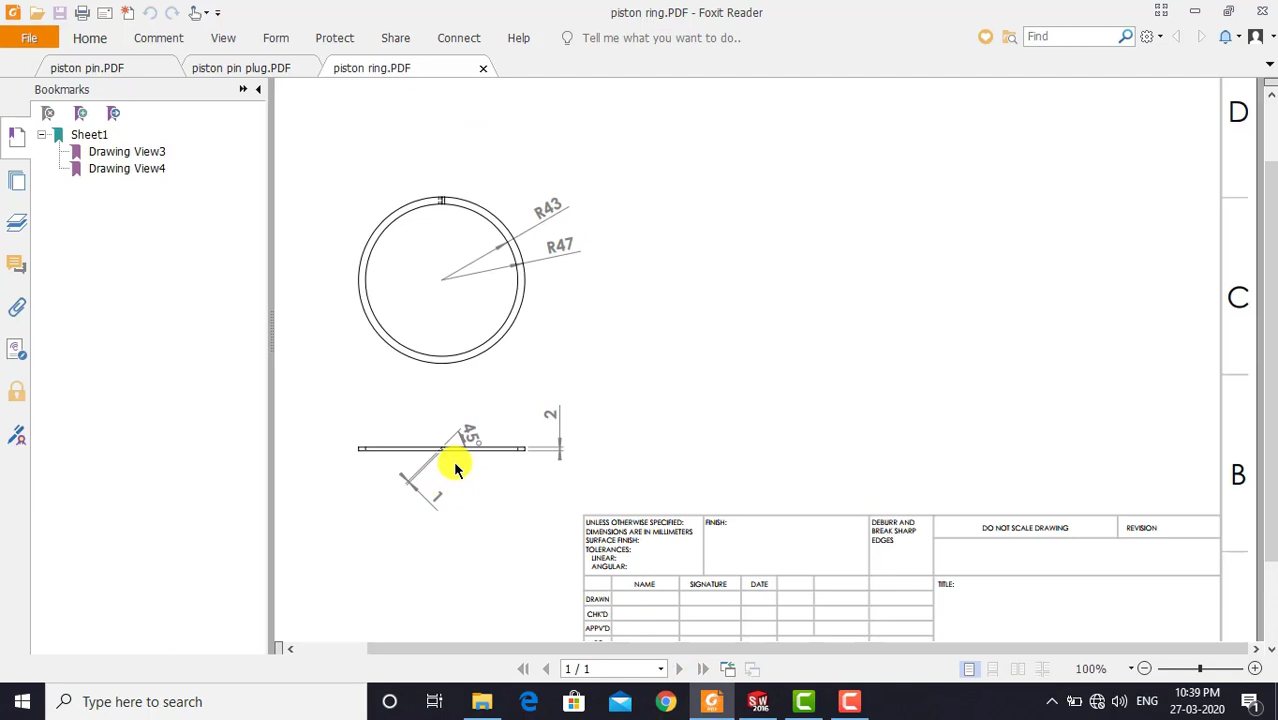 piston ring.PDF - Foxit Reader
File
Home
Comment
View
Form
Protect
Share
Connect
Help
Tell me what you want to do..
Find
piston pin.PDF
piston pin plug.PDF
piston ring.PDF
Bookmarks
Sheet1
Drawing View3
Drawing View4
R43
R47
2
45°
1
D
C
B
UNLESS OTHERWISE SPECIFIED:
DIMENSIONS ARE IN MILLIMETERS
SURFACE FINISH:
TOLERANCES:
LINEAR:
ANGULAR:
FINISH:
DEBURR AND
BREAK SHARP
EDGES
DO NOT SCALE DRAWING
REVISION
NAME
SIGNATURE
DATE
TITLE:
DRAWN
CHK'D
APPV'D
1 / 1
100%
Type here to search
SW
2016
ENG
10:39 PM
27-03-2020
1